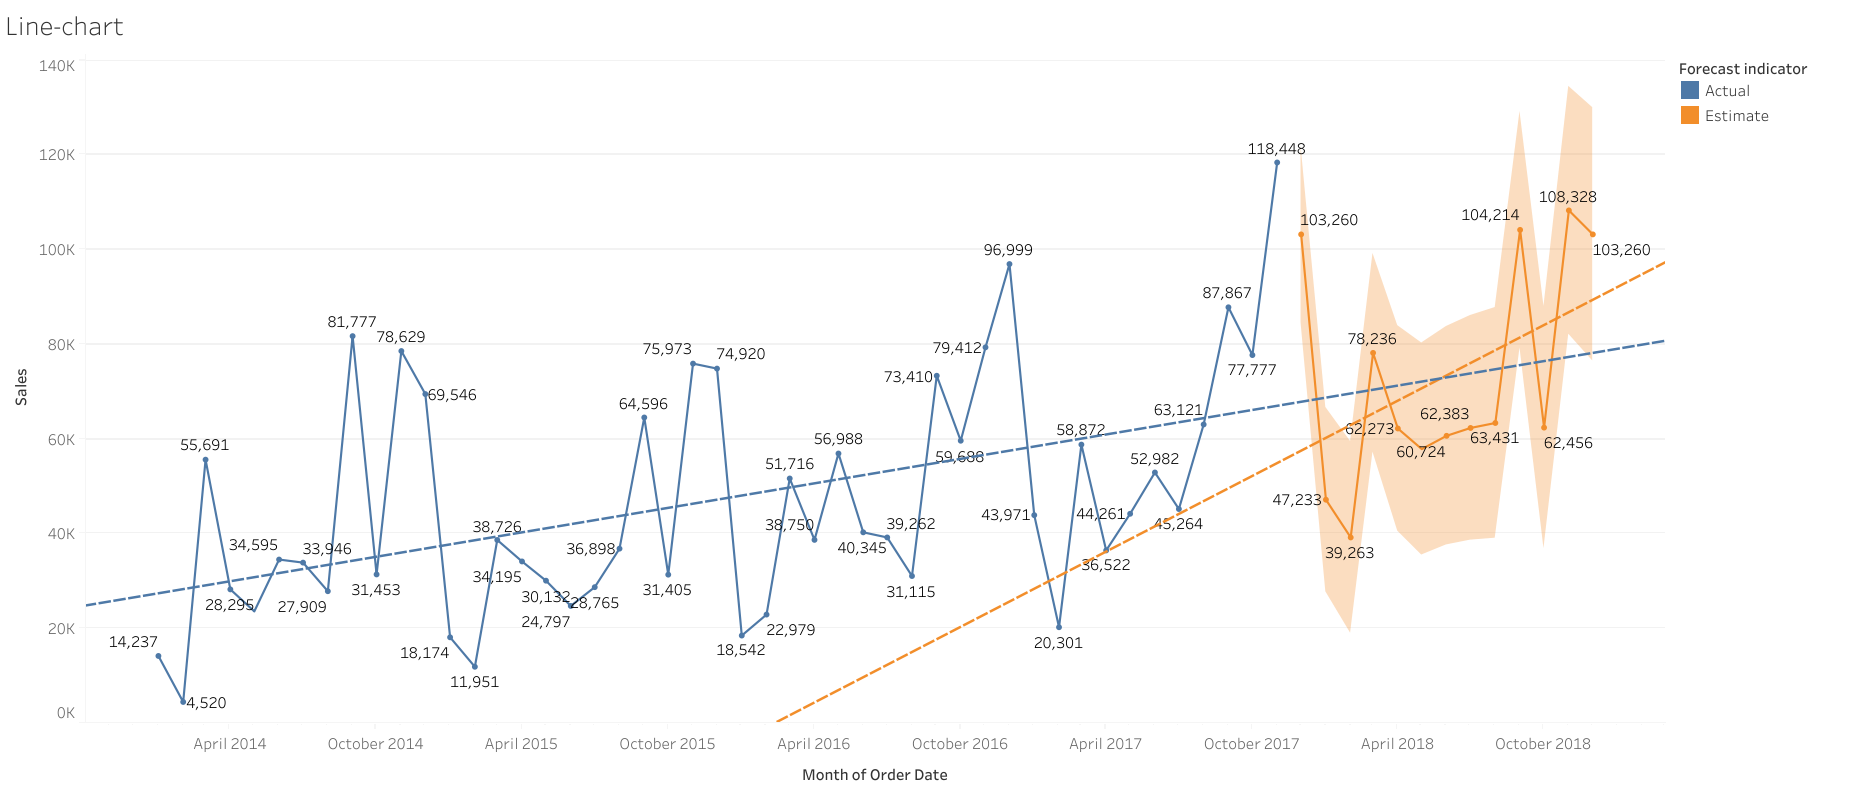 Line-chart
140K
120K
100K
80K
60K
40K
20K
0K
Sales
14,237
4,520
55,691
28,295
34,595
33,946
27,909
81,777
31,453
78,629
69,546
18,174
11,951
38,726
34,195
30,132
24,797
28,765
36,898
64,596
31,405
75,973
74,920
18,542
22,979
51,716
38,750
56,988
40,345
39,262
31,115
73,410
59,688
79,412
96,999
43,971
20,301
58,872
36,522
44,261
52,982
45,264
63,121
87,867
77,777
118,448
103,260
47,233
39,263
78,236
62,273
60,724
62,383
63,431
104,214
62,456
108,328
103,260
April 2014
October 2014
April 2015
October 2015
April 2016
October 2016
April 2017
October 2017
April 2018
October 2018
Month of Order Date
Forecast indicator
Actual
Estimate